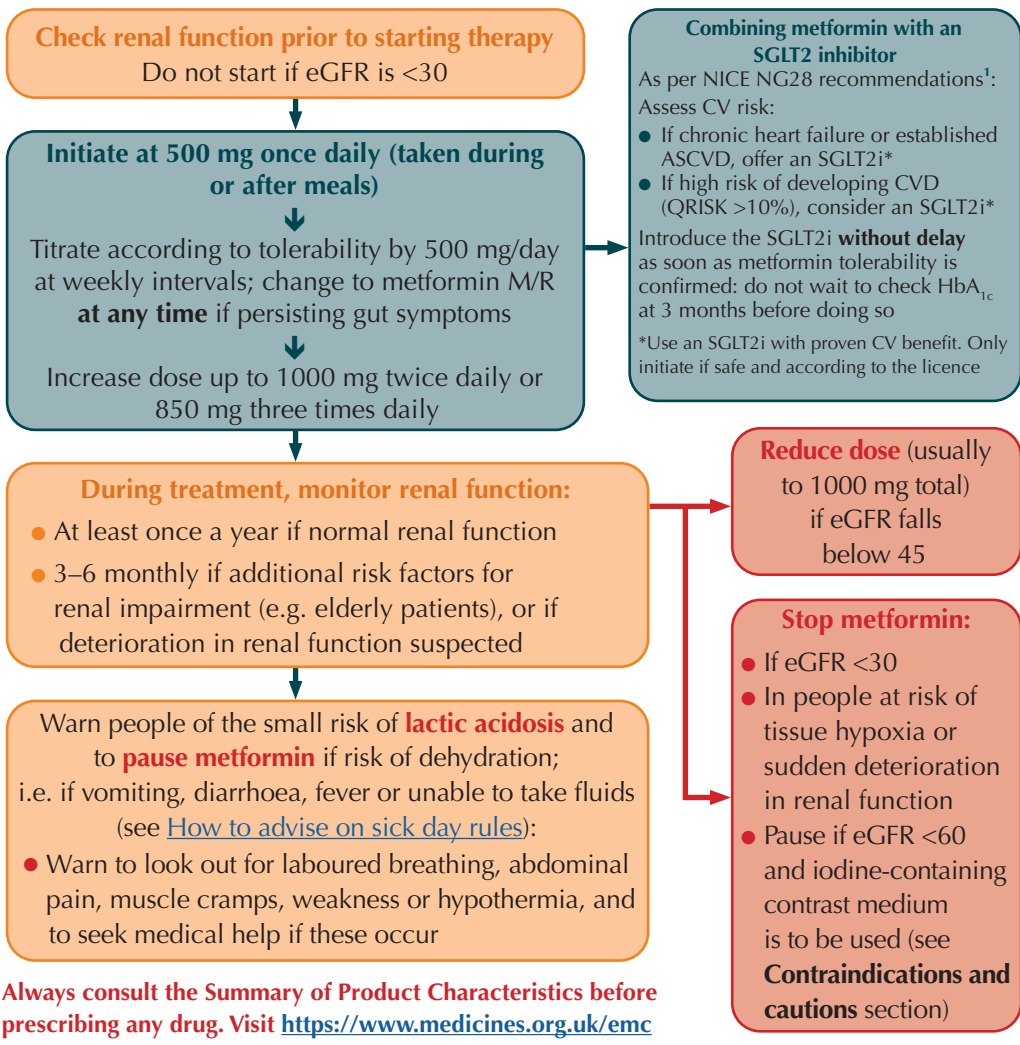 Check renal function prior to starting therapy
Do not start if eGFR is <30
Initiate at 500 mg once daily (taken during
or after meals)
Titrate according to tolerability by 500 mg/day
at weekly intervals; change to metformin M/R
at any time if persisting gut symptoms
Increase dose up to 1000 mg twice daily or
850 mg three times daily
Combining metformin with an
SGLT2 inhibitor
As per NICE NG28 recommendations¹:
Assess CV risk:
● If chronic heart failure or established
ASCVD, offer an SGLT2i*
● If high risk of developing CVD
(QRISK >10%), consider an SGLT2i*
Introduce the SGLT2i without delay
as soon as metformin tolerability is
confirmed: do not wait to check HbA1c
at 3 months before doing so
*Use an SGLT2i with proven CV benefit. Only
initiate if safe and according to the licence
During treatment, monitor renal function:
● At least once a year if normal renal function
● 3–6 monthly if additional risk factors for
renal impairment (e.g. elderly patients), or if
deterioration in renal function suspected
Reduce dose (usually
to 1000 mg total)
if eGFR falls
below 45
Stop metformin:
● If eGFR <30
● In people at risk of
tissue hypoxia or
sudden deterioration
in renal function
● Pause if eGFR <60
and iodine-containing
contrast medium
is to be used (see
Contraindications and
cautions section)
Warn people of the small risk of lactic acidosis and
to pause metformin if risk of dehydration;
i.e. if vomiting, diarrhoea, fever or unable to take fluids
(see How to advise on sick day rules):
● Warn to look out for laboured breathing, abdominal
pain, muscle cramps, weakness or hypothermia, and
to seek medical help if these occur
Always consult the Summary of Product Characteristics before
prescribing any drug. Visit https://www.medicines.org.uk/emc